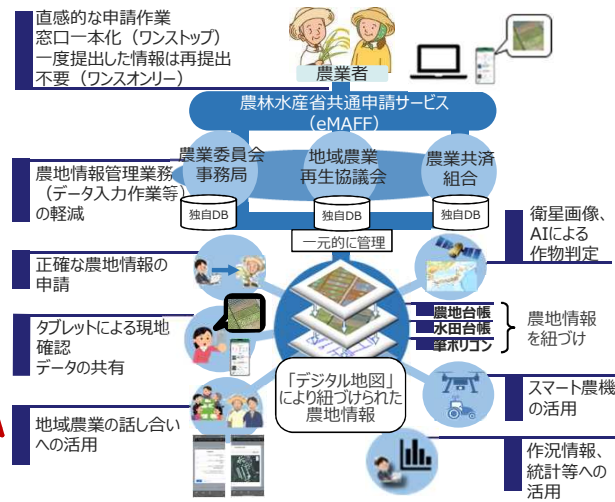 直感的な申請作業
窓口一本化（ワンストップ）
一度提出した情報は再提出
不要（ワンスオンリー）
農業者
農林水産省共通申請サービス
（eMAFF）
農業委員会
事務局
地域農業
再生協議会
農業共済
組合
農地情報管理業務
（データ入力作業等）
の軽減
独自DB
独自DB
独自DB
一元的に管理
衛星画像、
AIによる
作物判定
正確な農地情報の
申請
農地台帳
水田台帳
筆ポリゴン
農地情報
を紐づけ
タブレットによる現地
確認
データの共有
「デジタル地図」
により紐づけられた
農地情報
スマート農機
の活用
地域農業の話し合い
への活用
作況情報、
統計等への
活用